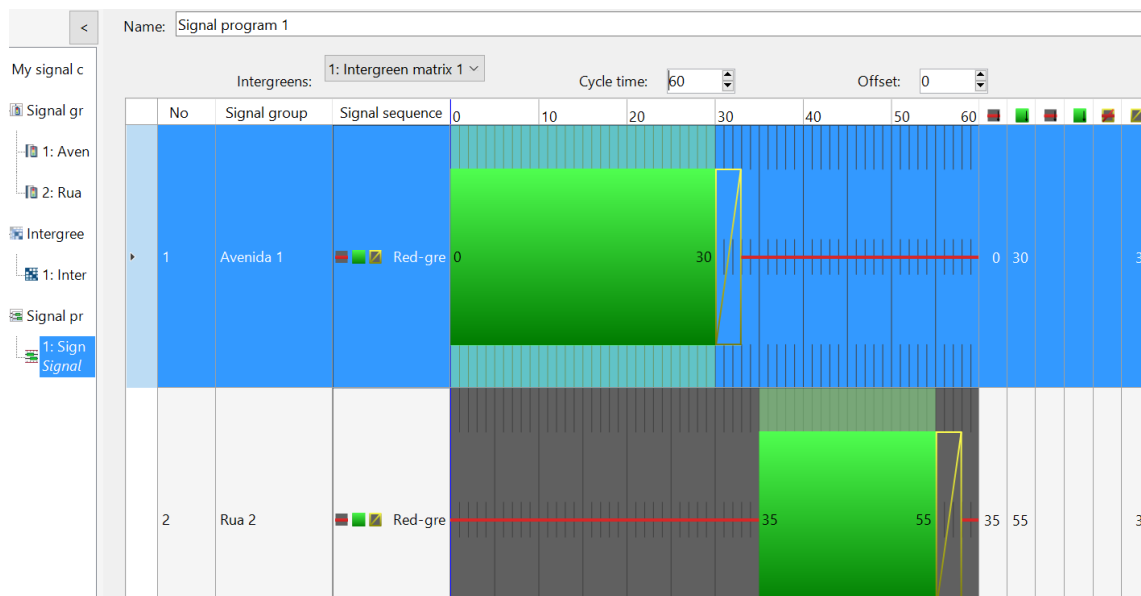 <
Name: Signal program 1
My signal c
Intergreens: 1: Intergreen matrix 1 Cycle time: 60 Offset: 0
Signal gr
No Signal group Signal sequence 0 10 20 30 40 50 60
1: Aven
2: Rua
Intergree
1 Avenida 1 Red-gre 0 30 0 30 3
1: Inter
Signal pr
1: Sign
Signal
2 Rua 2 Red-gre 35 55 35 55 3